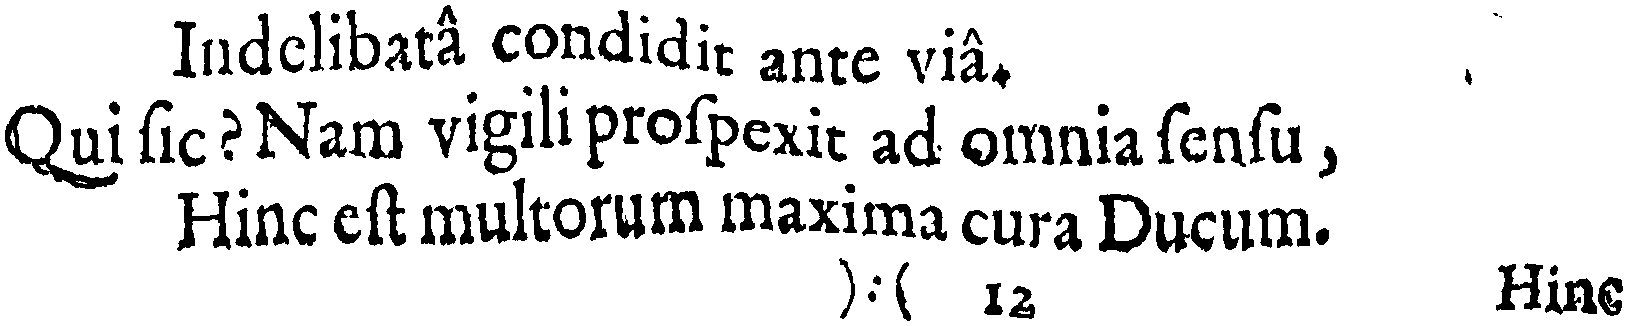 Indelibatâ condidit ante viâ.
Qui ſic? Nam vigili proſpexit ad omnia ſenſu,
Hinc eſt multorum maxima cura Ducum.
):( 12 Hinc